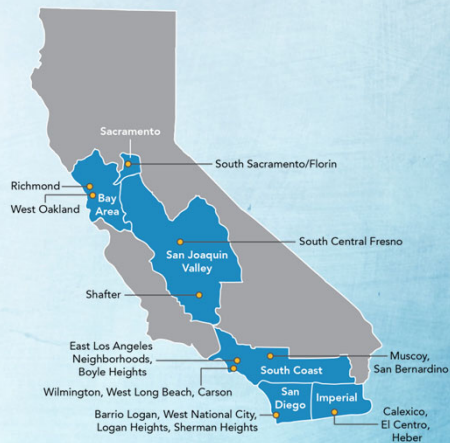 Sacramento
South Sacramento/Florin
Richmond
West Oakland
Bay
Area
South Central Fresno
San Joaquin
Valley
Shafter
East Los Angeles
Neighborhoods,
Boyle Heights
Muscoy,
San Bernardino
South Coast
Wilmington, West Long Beach, Carson
San
Diego
Imperial
Barrio Logan, West National City,
Logan Heights, Sherman Heights
Calexico,
El Centro,
Heber